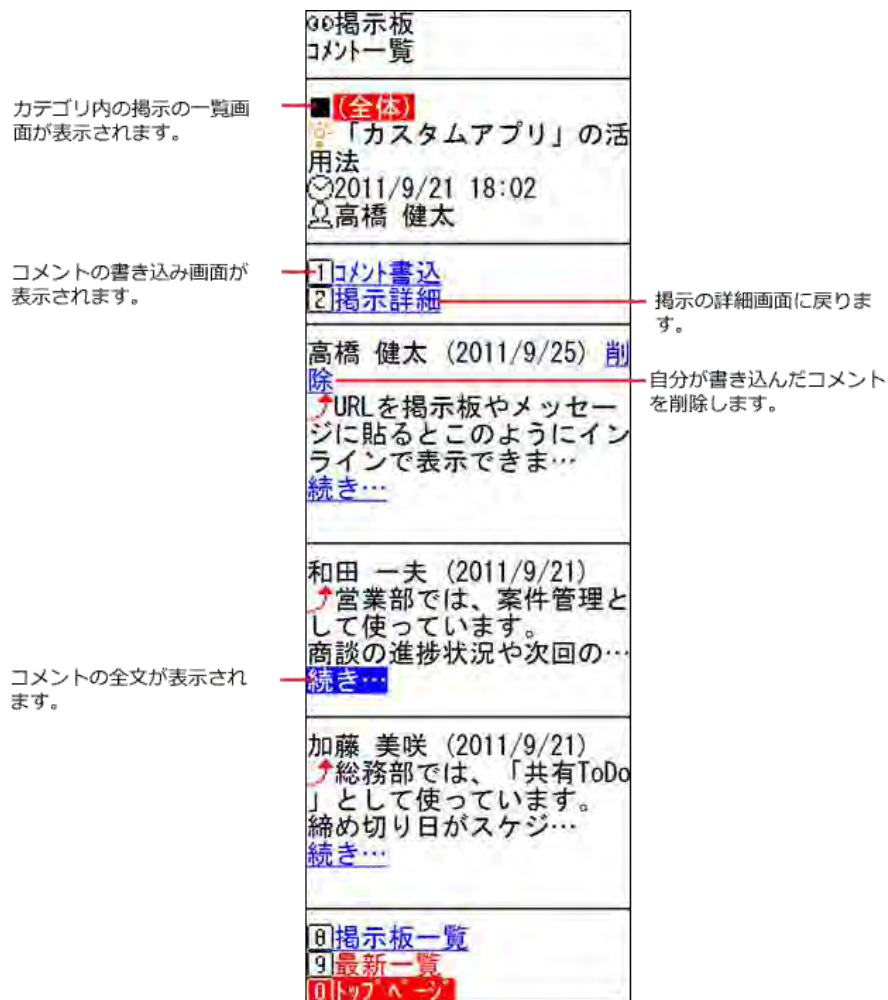 掲示板
ｺﾒﾝﾄ一覧
カテゴリ内の掲示の一覧画
面が表示されます。
■(全体)
「カスタムアプリ」の活
用法
2011/9/21 18:02
高橋 健太
コメントの書き込み画面が
表示されます。
1ｺﾒﾝﾄ書込
2掲示詳細
掲示の詳細画面に戻りま
す。
高橋 健太 (2011/9/25) 削
除
自分が書き込んだコメント
を削除します。
URLを掲示板やメッセー
ジに貼るとこのようにイン
ラインで表示できま…
続き…
和田 一夫 (2011/9/21)
営業部では、案件管理と
して使っています。
商談の進捗状況や次回の…
続き…
コメントの全文が表示され
ます。
加藤 美咲 (2011/9/21)
総務部では、「共有ToDo
」として使っています。
締め切り日がスケジ…
続き…
8掲示板一覧
9最新一覧
0ﾄｯﾌﾟﾍﾟｰｼﾞ